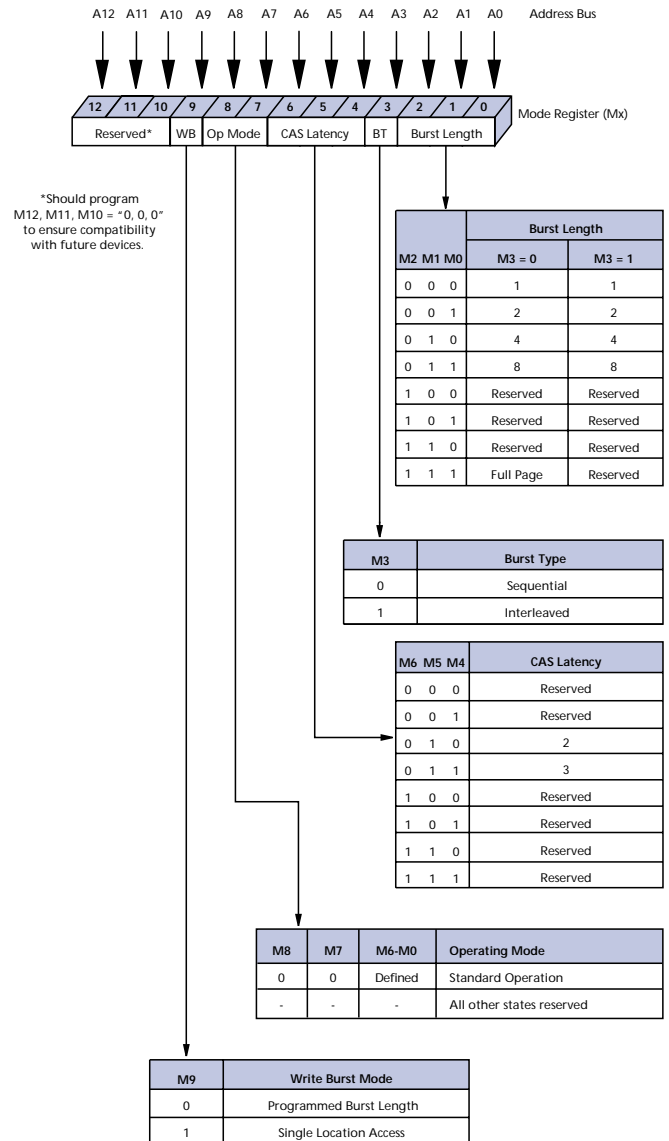 A12 A11 A10 A9 A8 A7 A6 A5 A4 A3 A2 A1 A0 Address Bus
12 11 10 9 8 7 6 5 4 3 2 1 0 Mode Register (Mx)
Reserved* WB Op Mode CAS Latency BT Burst Length
*Should program
M12, M11, M10 = “0, 0, 0”
to ensure compatibility
with future devices.
Burst Length
M2 M1 M0 M3 = 0 M3 = 1
0 0 0 1 1
0 0 1 2 2
0 1 0 4 4
0 1 1 8 8
1 0 0 Reserved Reserved
1 0 1 Reserved Reserved
1 1 0 Reserved Reserved
1 1 1 Full Page Reserved
M3 Burst Type
0 Sequential
1 Interleaved
M6 M5 M4 CAS Latency
0 0 0 Reserved
0 0 1 Reserved
0 1 0 2
0 1 1 3
1 0 0 Reserved
1 0 1 Reserved
1 1 0 Reserved
1 1 1 Reserved
M8 M7 M6-M0 Operating Mode
0 0 Defined Standard Operation
- - - All other states reserved
M9 Write Burst Mode
0 Programmed Burst Length
1 Single Location Access